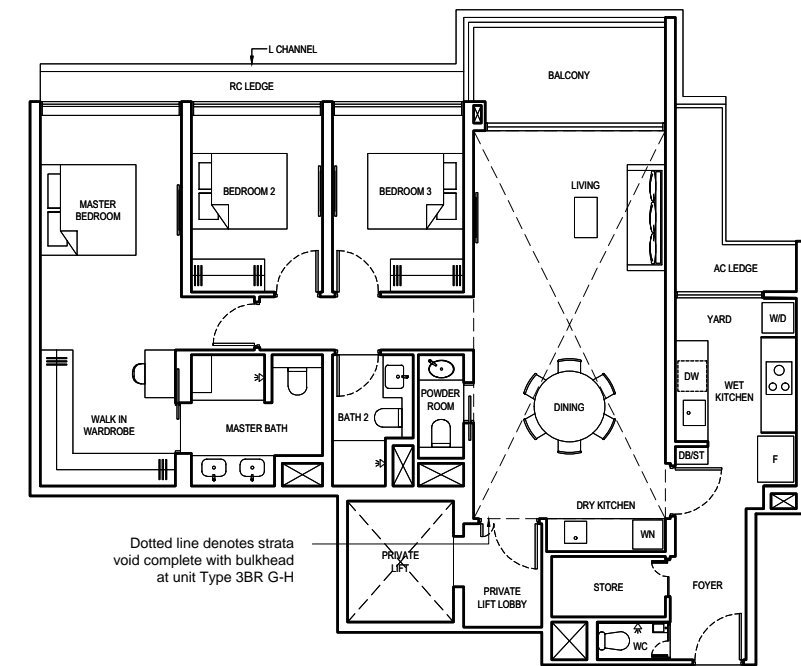 L CHANNEL
BALCONY
RC LEDGE
LIVING
BEDROOM 2
BEDROOM 3
MASTER
BEDROOM
AC LEDGE
YARD
W/D
DW
WET
KITCHEN
POWDER
ROOM
DINING
BATH 2
WALK IN
WARDROBE
MASTER BATH
DB/ST
F
DRY KITCHEN
WN
Dotted line denotes strata
void complete with bulkhead
at unit Type 3BR G-H
PRIVATE
LIFT
PRIVATE
LIFT LOBBY
STORE
FOYER
WC